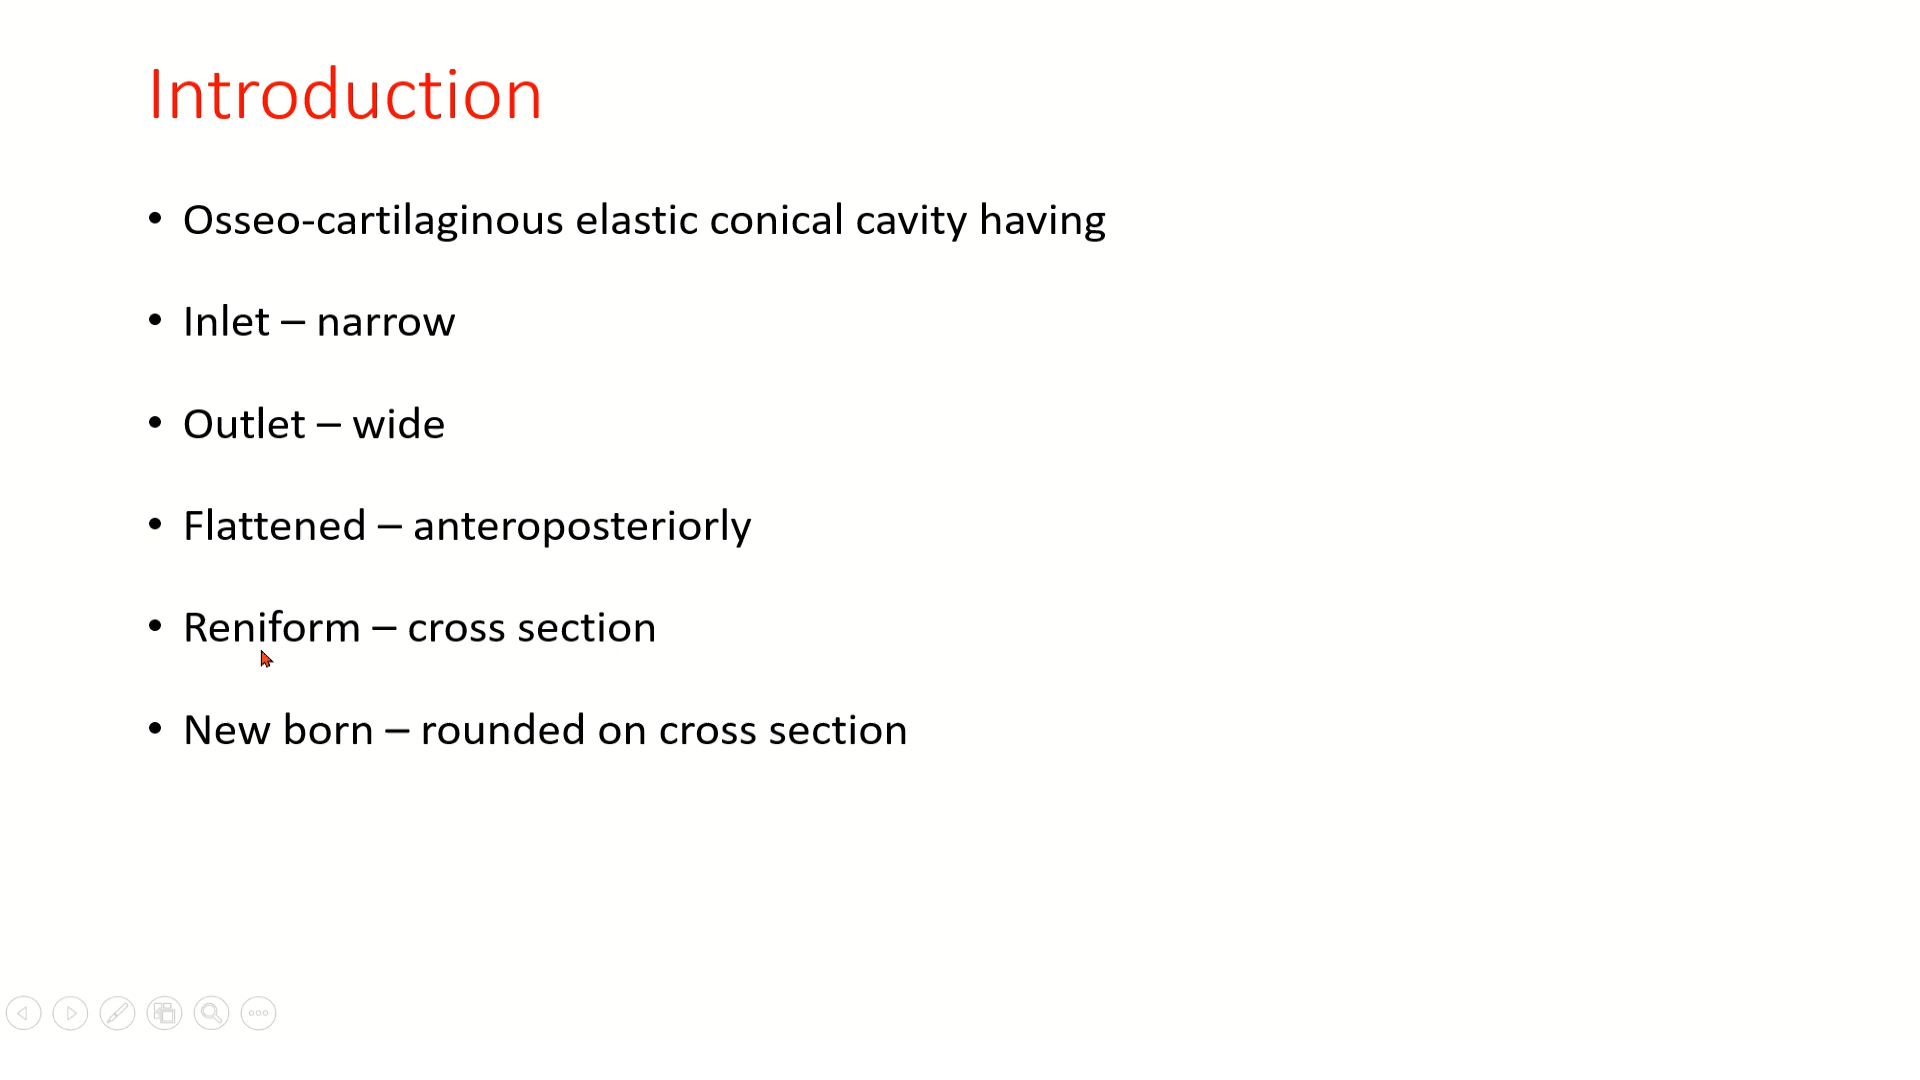 Introduction
• Osseo-cartilaginous elastic conical cavity having
• Inlet – narrow
• Outlet – wide
• Flattened – anteroposteriorly
• Reniform – cross section
• New born – rounded on cross section